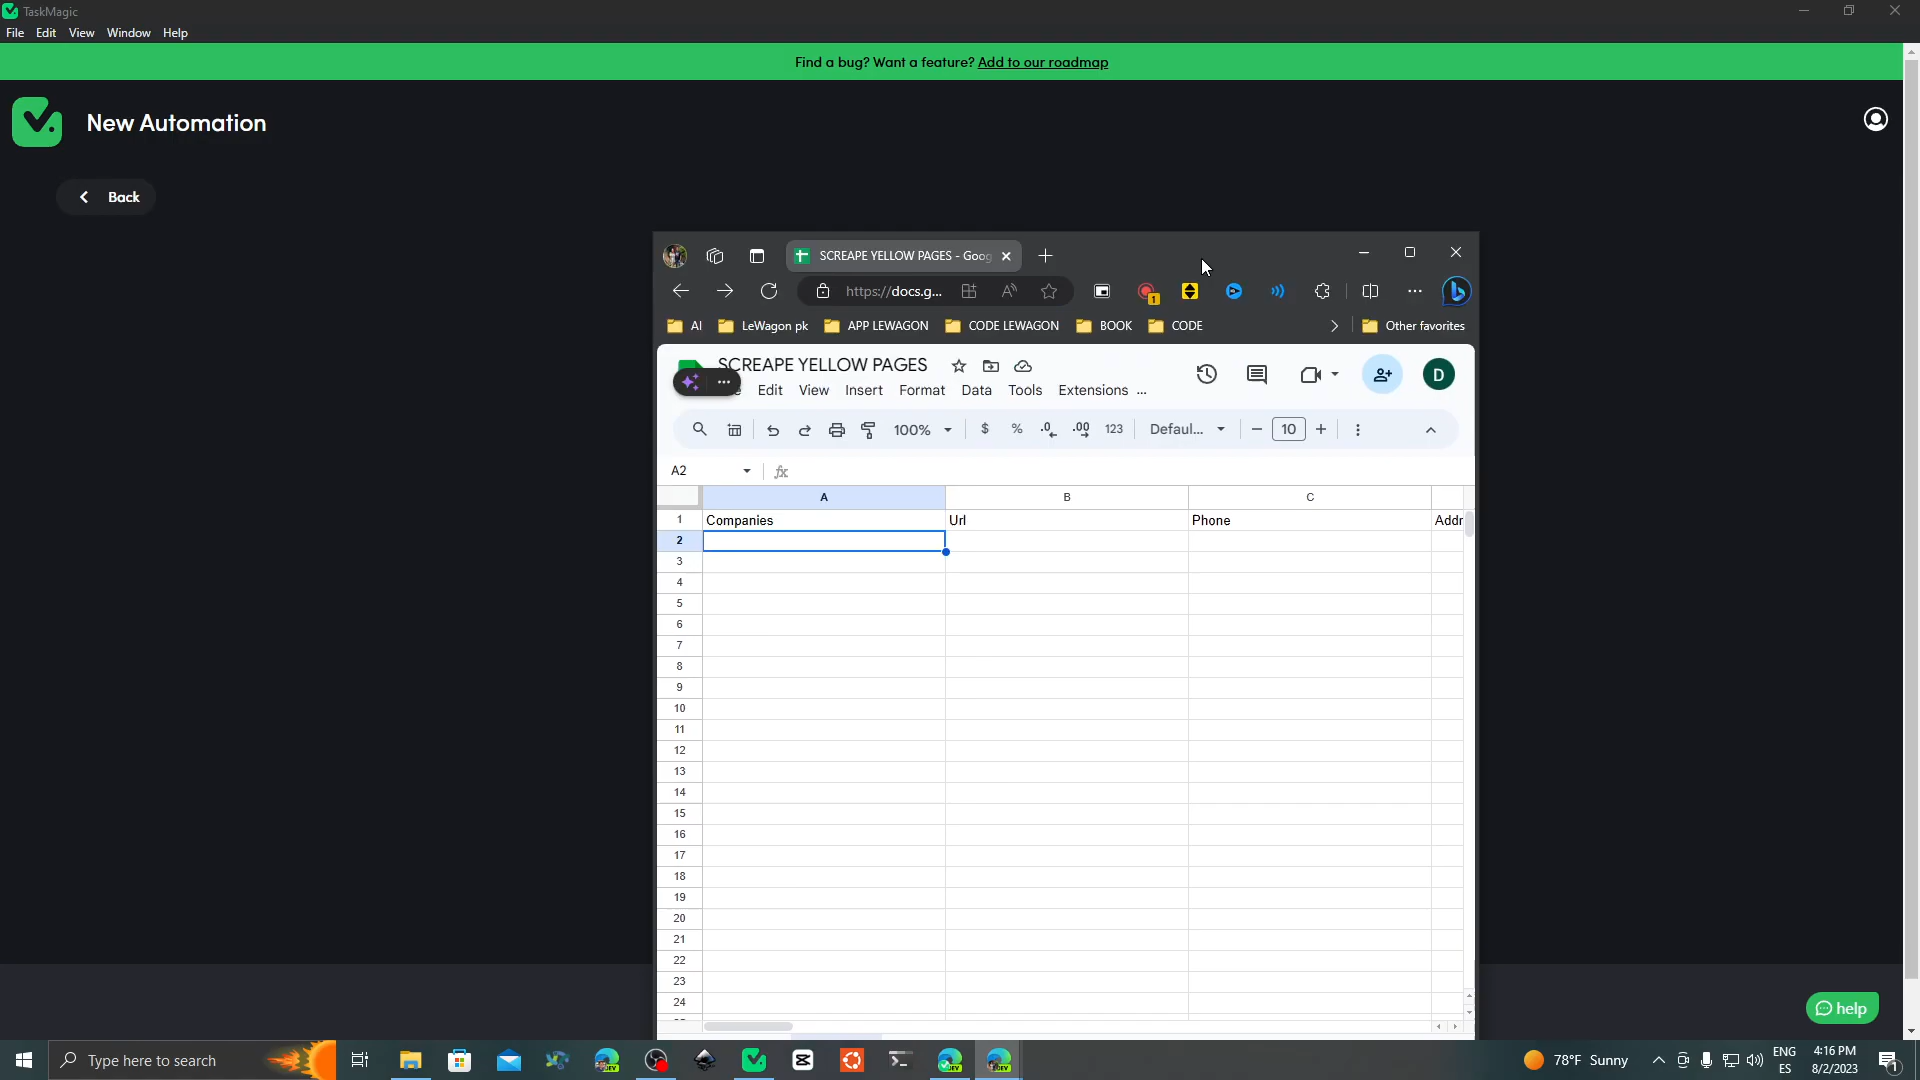 TaskMagic
File Edit View Window Help
Find a bug? Want a feature? Add to our roadmap
New Automation
Back
SCREAPE YELLOW PAGES - Goog
https://docs.g...
1
AI LeWagon pk APP LEWAGON CODE LEWAGON BOOK CODE Other favorites
SCREAPE YELLOW PAGES
Edit View Insert Format Data Tools Extensions ...
D
100% $ % .0 .00 123 Defaul... 10
A2 fx
A B C
1 Companies Url Phone Addr
2
3
4
5
6
7
8
9
10
11
12
13
14
15
16
17
18
19
20
21
22
23
24
help
Type here to search
DEV
DEV
DEV
78°F Sunny
ENG
ES
4:16 PM
8/2/2023
1